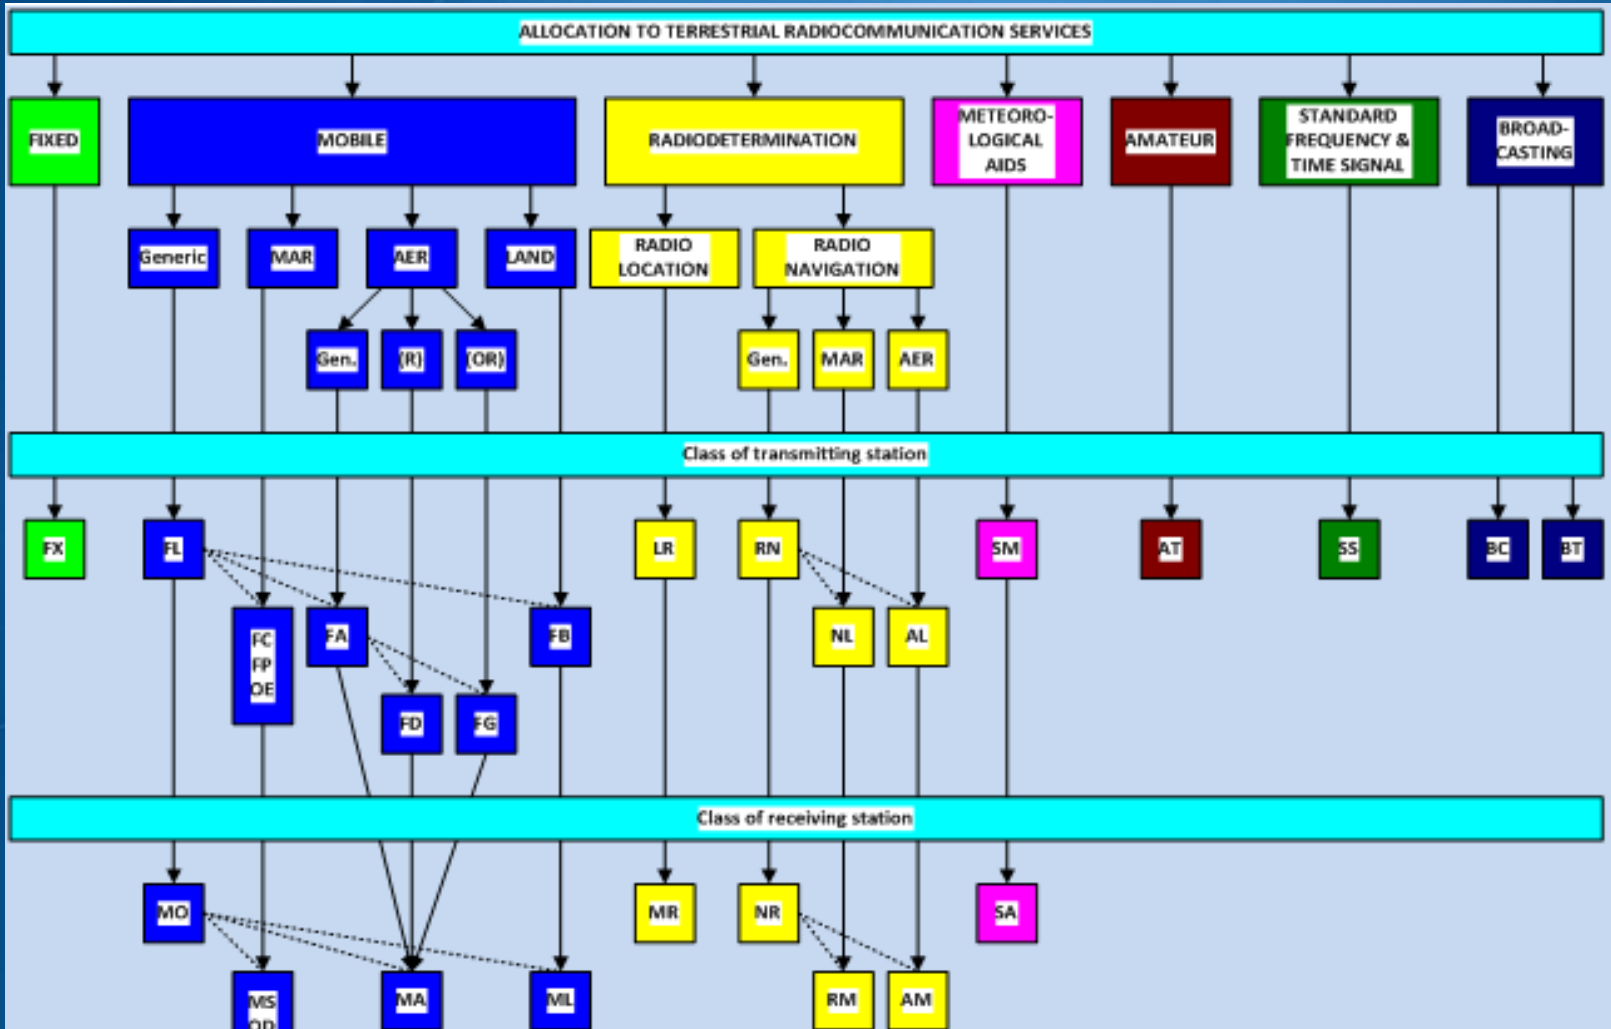 ALLOCATION TO TERRESTRIAL RADIOCOMMUNICATION SERVICES
FIXED
MOBILE
RADIODETERMINATION
METEORO-
LOGICAL
AIDS
AMATEUR
STANDARD
FREQUENCY &
TIME SIGNAL
BROAD-
CASTING
Generic
MAR
AER
LAND
RADIO
LOCATION
RADIO
NAVIGATION
Gen.
(R)
(OR)
Gen.
MAR
AER
Class of transmitting station
FX
FL
LR
RN
SM
AT
SS
BC
BT
FC
FP
OE
FA
FB
NL
AL
FD
FG
Class of receiving station
MO
MR
NR
SA
MS
OD
MA
ML
RM
AM